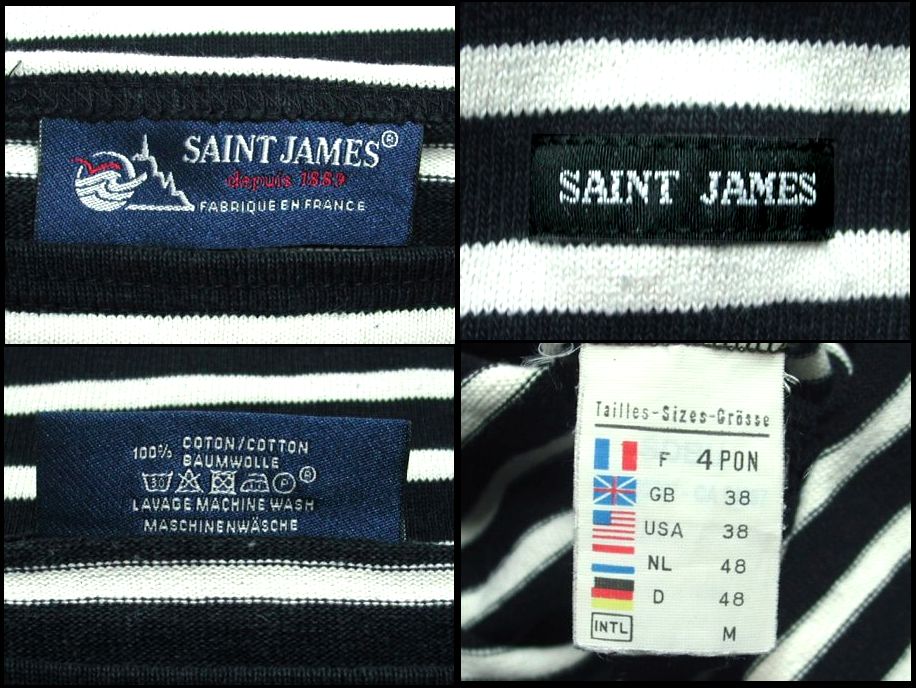 SAINT JAMES®
depuis 1889
FABRIQUE EN FRANCE
SAINT JAMES
100% COTON/COTTON
BAUMWOLLE
30 P ®
LAVAGE MACHINE WASH
MASCHINENWÄSCHE
Tailles-Sizes-Grösse
F 4 PON
GB 38
USA 38
NL 48
D 48
INTL M